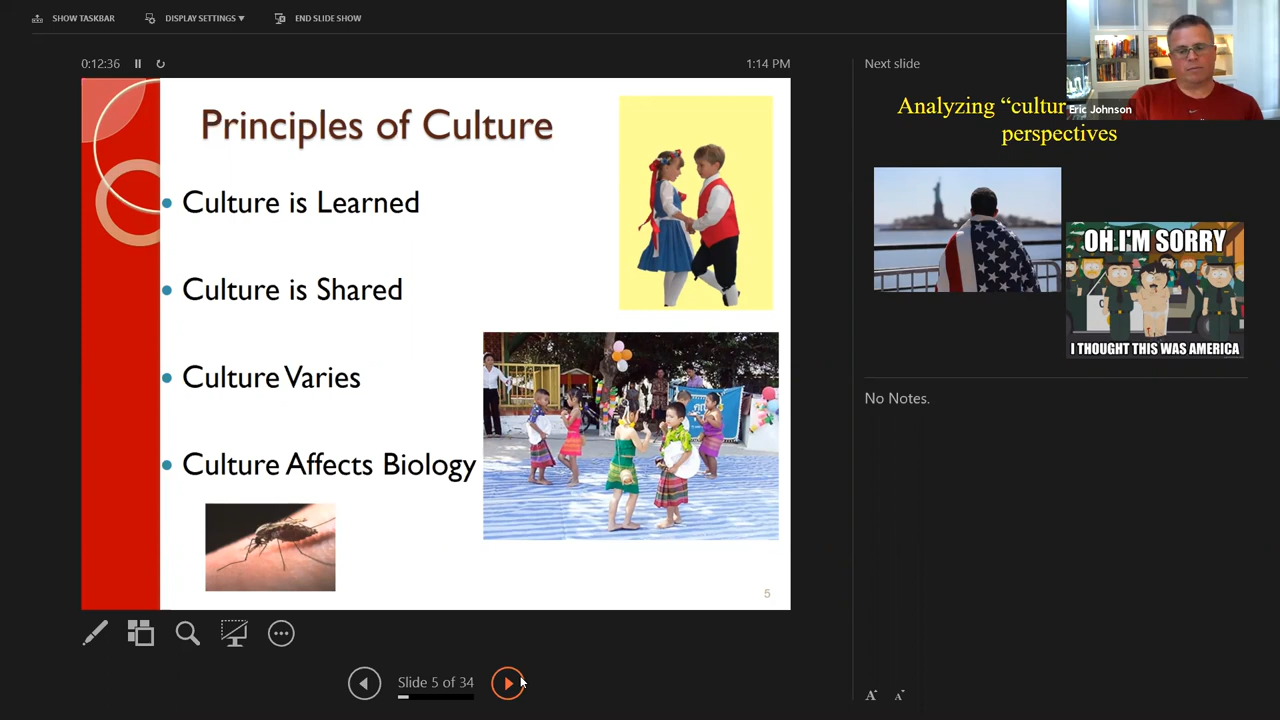 SHOW TASKBAR
DISPLAY SETTINGS
END SLIDE SHOW
0:12:36
1:14 PM
Principles of Culture
Culture is Learned
Culture is Shared
Culture Varies
Culture Affects Biology
5
Slide 5 of 34
Next slide
Eric Johnson
Analyzing “cultur
perspectives
OH I'M SORRY
I THOUGHT THIS WAS AMERICA
No Notes.
A A